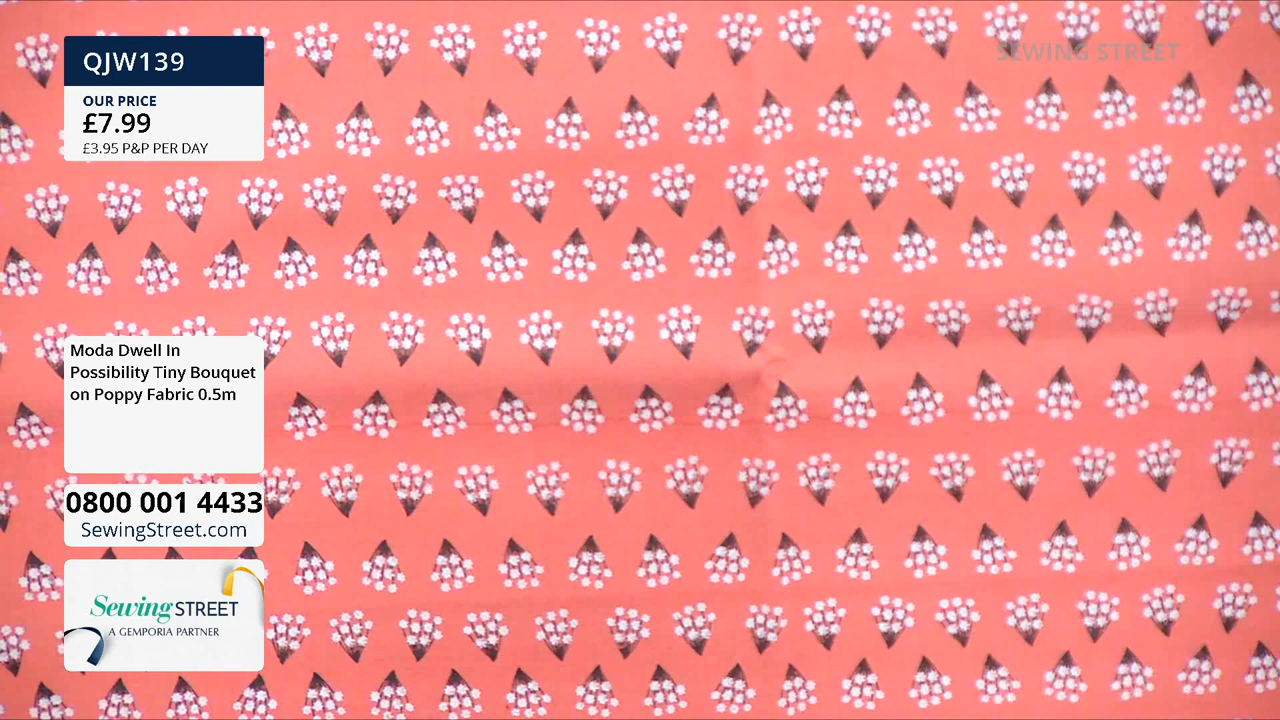 QJW139
OUR PRICE
£7.99
£3.95 P&P PER DAY
Moda Dwell In
Possibility Tiny Bouquet
on Poppy Fabric 0.5m
0800 001 4433
SewingStreet.com
Sewing STREET
A GEMPORIA PARTNER
SEWING STREET